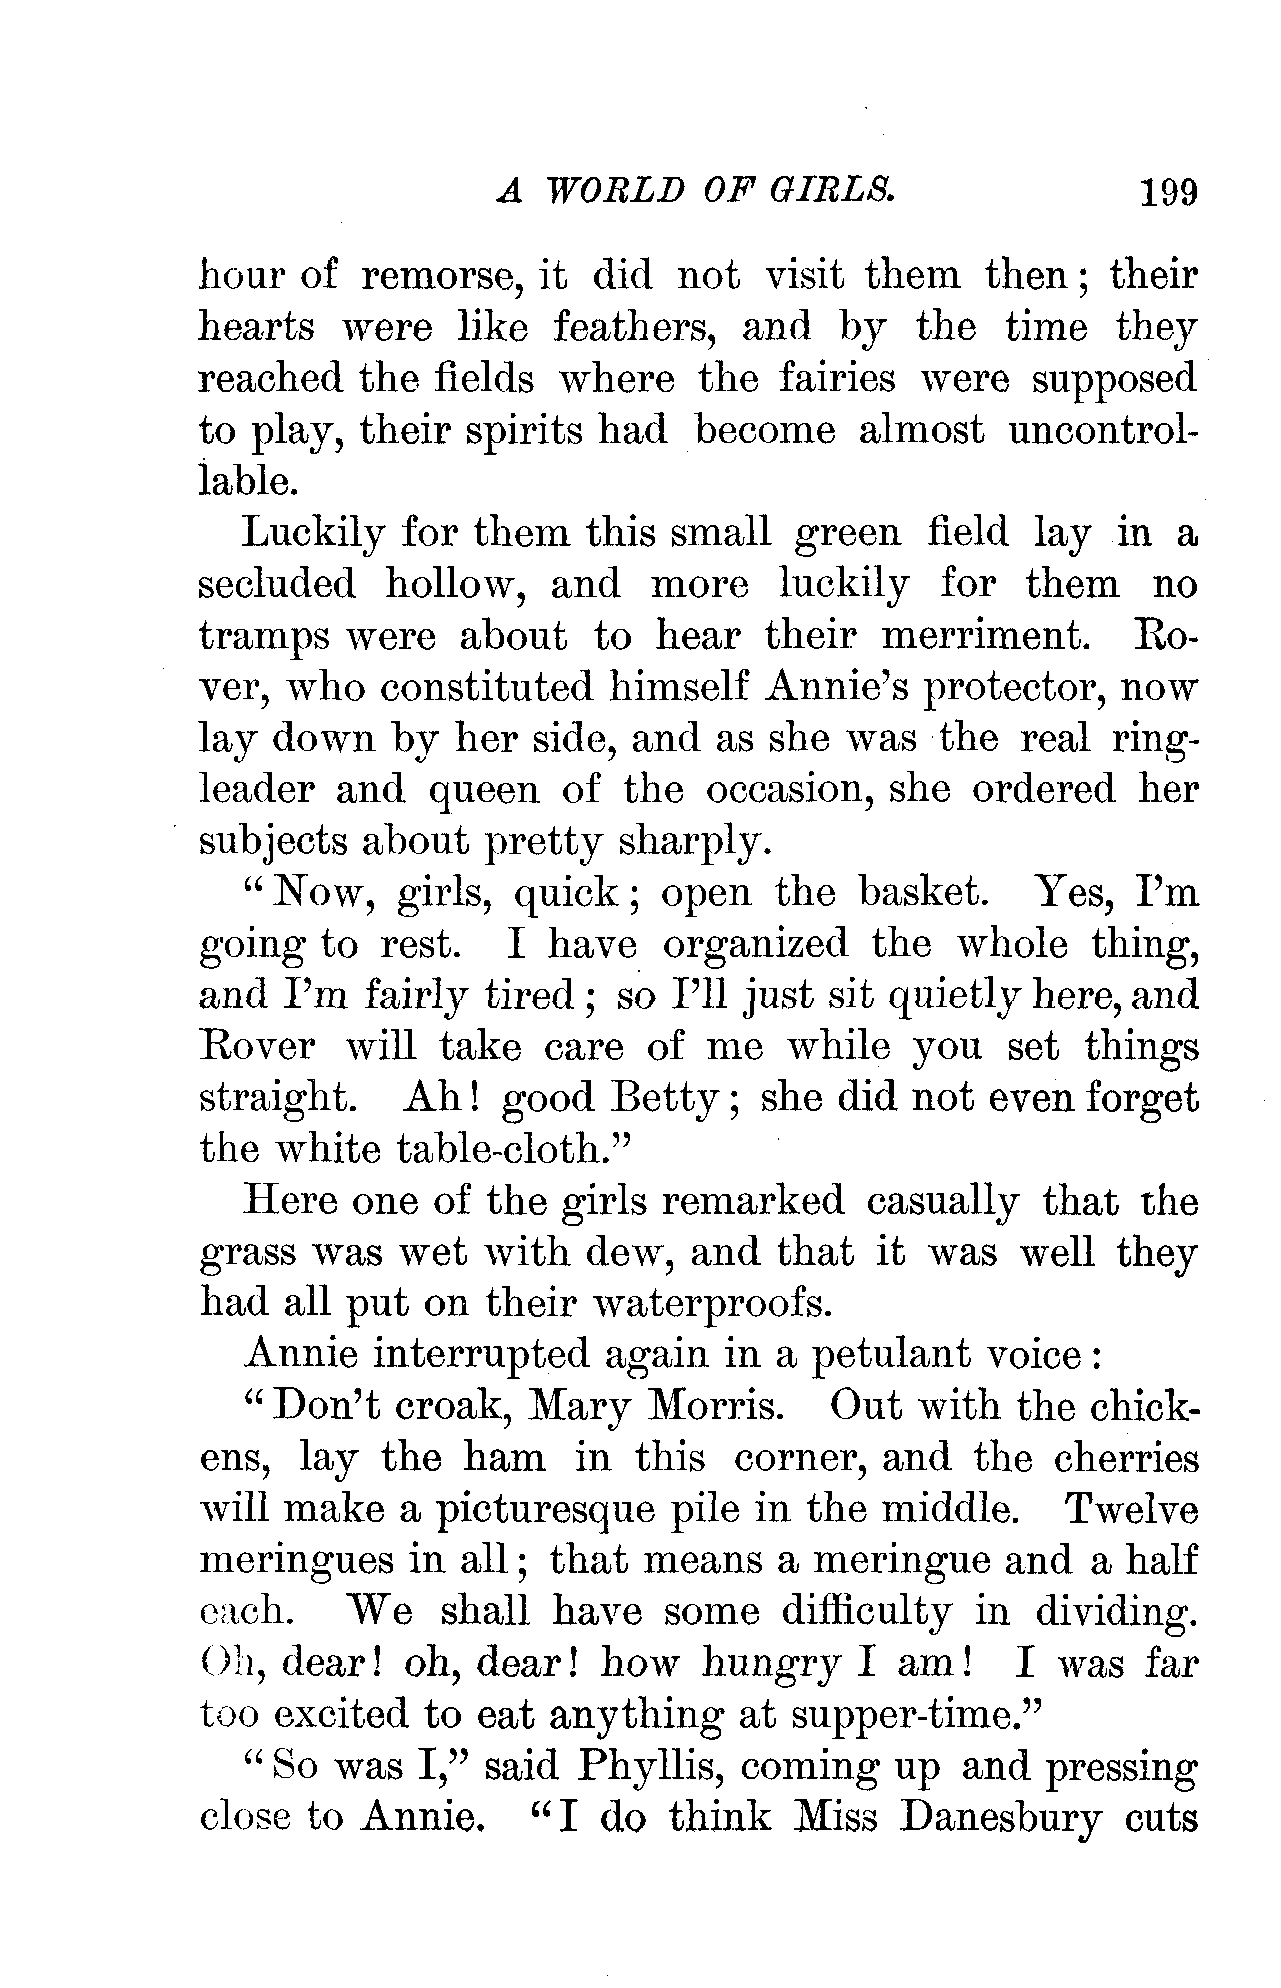 A WORLD OF GIRLS. 199
hour of remorse, it did not visit them then; their
hearts were like feathers, and by the time they
reached the fields where the fairies were supposed
to play, their spirits had become almost uncontrol-
lable.
Luckily for them this small green field lay in a
secluded hollow, and more luckily for them no
tramps were about to hear their merriment. Ro-
ver, who constituted himself Annie's protector, now
lay down by her side, and as she was the real ring-
leader and queen of the occasion, she ordered her
subjects about pretty sharply.
"Now, girls, quick; open the basket. Yes, I'm
going to rest. I have organized the whole thing,
and I'm fairly tired; so I'll just sit quietly here, and
Rover will take care of me while you set things
straight. Ah! good Betty; she did not even forget
the white table-cloth."
Here one of the girls remarked casually that the
grass was wet with dew, and that it was well they
had all put on their waterproofs.
Annie interrupted again in a petulant voice:
"Don't croak, Mary Morris. Out with the chick-
ens, lay the ham in this corner, and the cherries
will make a picturesque pile in the middle. Twelve
meringues in all; that means a meringue and a half
each. We shall have some difficulty in dividing.
Oh, dear! oh, dear! how hungry I am! I was far
too excited to eat anything at supper-time."
"So was I," said Phyllis, coming up and pressing
close to Annie. "I do think Miss Danesbury cuts